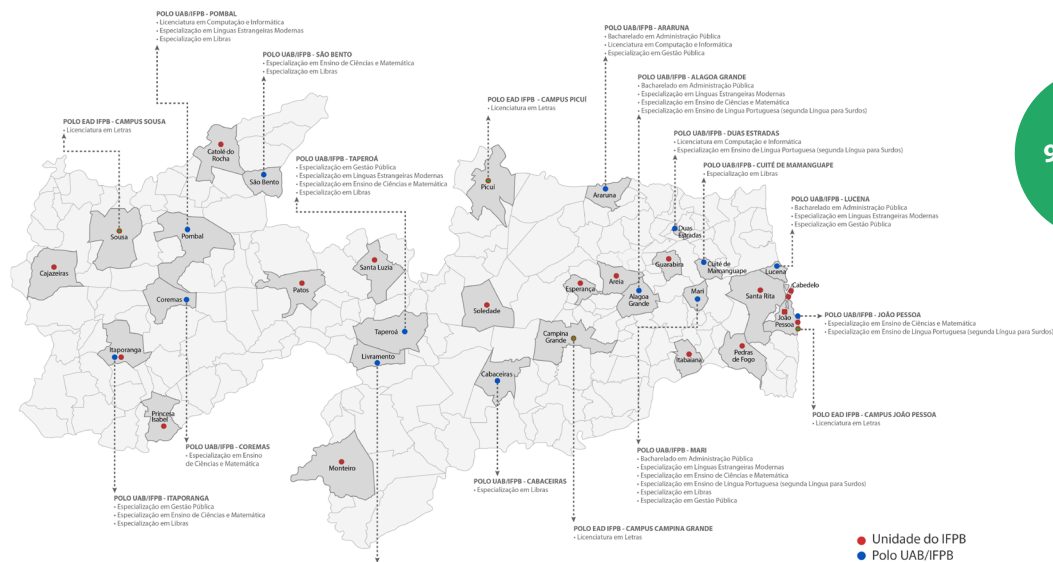 POLO UAB/IFPB - POMBAL
• Licenciatura em Computação e Informática
• Especialização em Línguas Estrangeiras Modernas
• Especialização em Libras
POLO UAB/IFPB - SÃO BENTO
• Especialização em Ensino de Ciências e Matemática
• Especialização em Libras
POLO UAB/IFPB - ARARUNA
• Bacharelado em Administração Pública
• Licenciatura em Computação e Informática
• Especialização em Gestão Pública
POLO UAB/IFPB - ALAGOA GRANDE
• Bacharelado em Administração Pública
• Especialização em Línguas Estrangeiras Modernas
• Especialização em Ensino de Ciências e Matemática
• Especialização em Ensino de Língua Portuguesa (segunda Língua para Surdos)
POLO EAD IFPB - CAMPUS PICUÍ
• Licenciatura em Letras
POLO EAD IFPB - CAMPUS SOUSA
• Licenciatura em Letras
POLO UAB/IFPB - DUAS ESTRADAS
• Licenciatura em Computação e Informática
• Especialização em Ensino de Língua Portuguesa (segunda Língua para Surdos)
POLO UAB/IFPB - TAPEROÁ
• Especialização em Gestão Pública
• Especialização em Línguas Estrangeiras Modernas
• Especialização em Ensino de Ciências e Matemática
• Especialização em Libras
POLO UAB/IFPB - CUITÉ DE MAMANGUAPE
• Especialização em Libras
POLO UAB/IFPB - LUCENA
• Bacharelado em Administração Pública
• Especialização em Línguas Estrangeiras Modernas
• Especialização em Gestão Pública
9
Catolé do
Rocha
São Bento
Picuí
Araruna
Sousa
Pombal
Duas
Estradas
Cajazeiras
Santa Luzia
Guarabira
Cuité de
Mamanguape
Lucena
Patos
Coremas
Esperança
Areia
Alagoa
Grande
Mari
Santa Rita
Cabedelo
Soledade
João
Pessoa
Taperoá
Campina
Grande
Itaporanga
Livramento
Itabaiana
Pedras
de Fogo
Cabaceiras
Princesa
Isabel
Monteiro
POLO UAB/IFPB - JOÃO PESSOA
• Especialização em Ensino de Ciências e Matemática
• Especialização em Ensino de Língua Portuguesa (segunda Língua para Surdos)
POLO EAD IFPB - CAMPUS JOÃO PESSOA
• Licenciatura em Letras
POLO UAB/IFPB - COREMAS
• Especialização em Ensino
de Ciências e Matemática
POLO UAB/IFPB - MARI
• Bacharelado em Administração Pública
• Especialização em Línguas Estrangeiras Modernas
• Especialização em Ensino de Ciências e Matemática
• Especialização em Ensino de Língua Portuguesa (segunda Língua para Surdos)
• Especialização em Libras
• Especialização em Gestão Pública
POLO UAB/IFPB - CABACEIRAS
• Especialização em Libras
POLO UAB/IFPB - ITAPORANGA
• Especialização em Gestão Pública
• Especialização em Ensino de Ciências e Matemática
• Especialização em Libras
POLO EAD IFPB - CAMPUS CAMPINA GRANDE
• Licenciatura em Letras
Unidade do IFPB
Polo UAB/IFPB